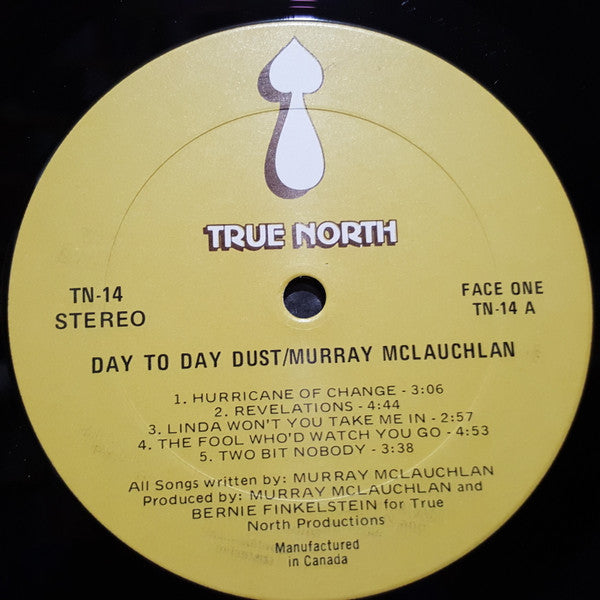 TRUE NORTH
TN-14
STEREO
FACE ONE
TN-14 A
DAY TO DAY DUST/MURRAY MCLAUCHLAN
1. HURRICANE OF CHANGE - 3:06
2. REVELATIONS - 4:44
3. LINDA WON'T YOU TAKE ME IN - 2:57
4. THE FOOL WHO'D WATCH YOU GO - 4:53
5. TWO BIT NOBODY - 3:38
All Songs written by: MURRAY MCLAUCHLAN
Produced by: MURRAY MCLAUCHLAN and
BERNIE FINKELSTEIN for True
North Productions
Manufactured
in Canada